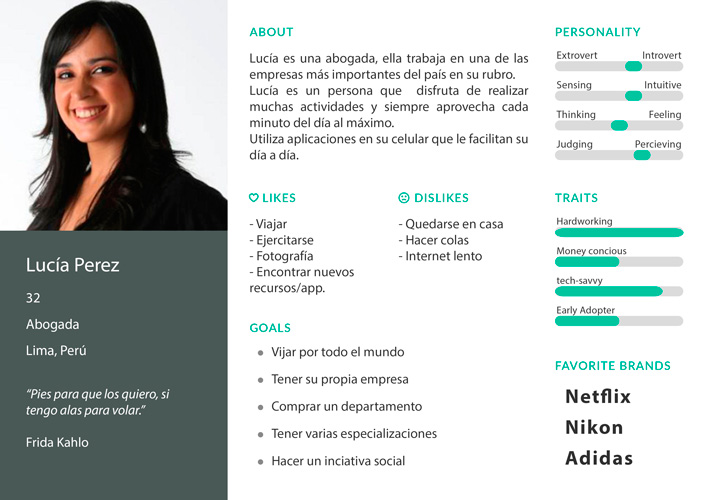 Lucía Perez
32
Abogada
Lima, Perú
“Pies para que los quiero, si
tengo alas para volar.”
Frida Kahlo
ABOUT
Lucía es una abogada, ella trabaja en una de las
empresas más importantes del país en su rubro.
Lucía es un persona que disfruta de realizar
muchas actividades y siempre aprovecha cada
minuto del día al máximo.
Utiliza aplicaciones en su celular que le facilitan su
día a día.
LIKES
- Viajar
- Ejercitarse
- Fotografía
- Encontrar nuevos
recursos/app.
DISLIKES
- Quedarse en casa
- Hacer colas
- Internet lento
GOALS
Vijar por todo el mundo
Tener su propia empresa
Comprar un departamento
Tener varias especializaciones
Hacer un inciativa social
PERSONALITY
Extrovert Introvert
Sensing Intuitive
Thinking Feeling
Judging Percieving
TRAITS
Hardworking
Money concious
tech-savvy
Early Adopter
FAVORITE BRANDS
Netflix
Nikon
Adidas